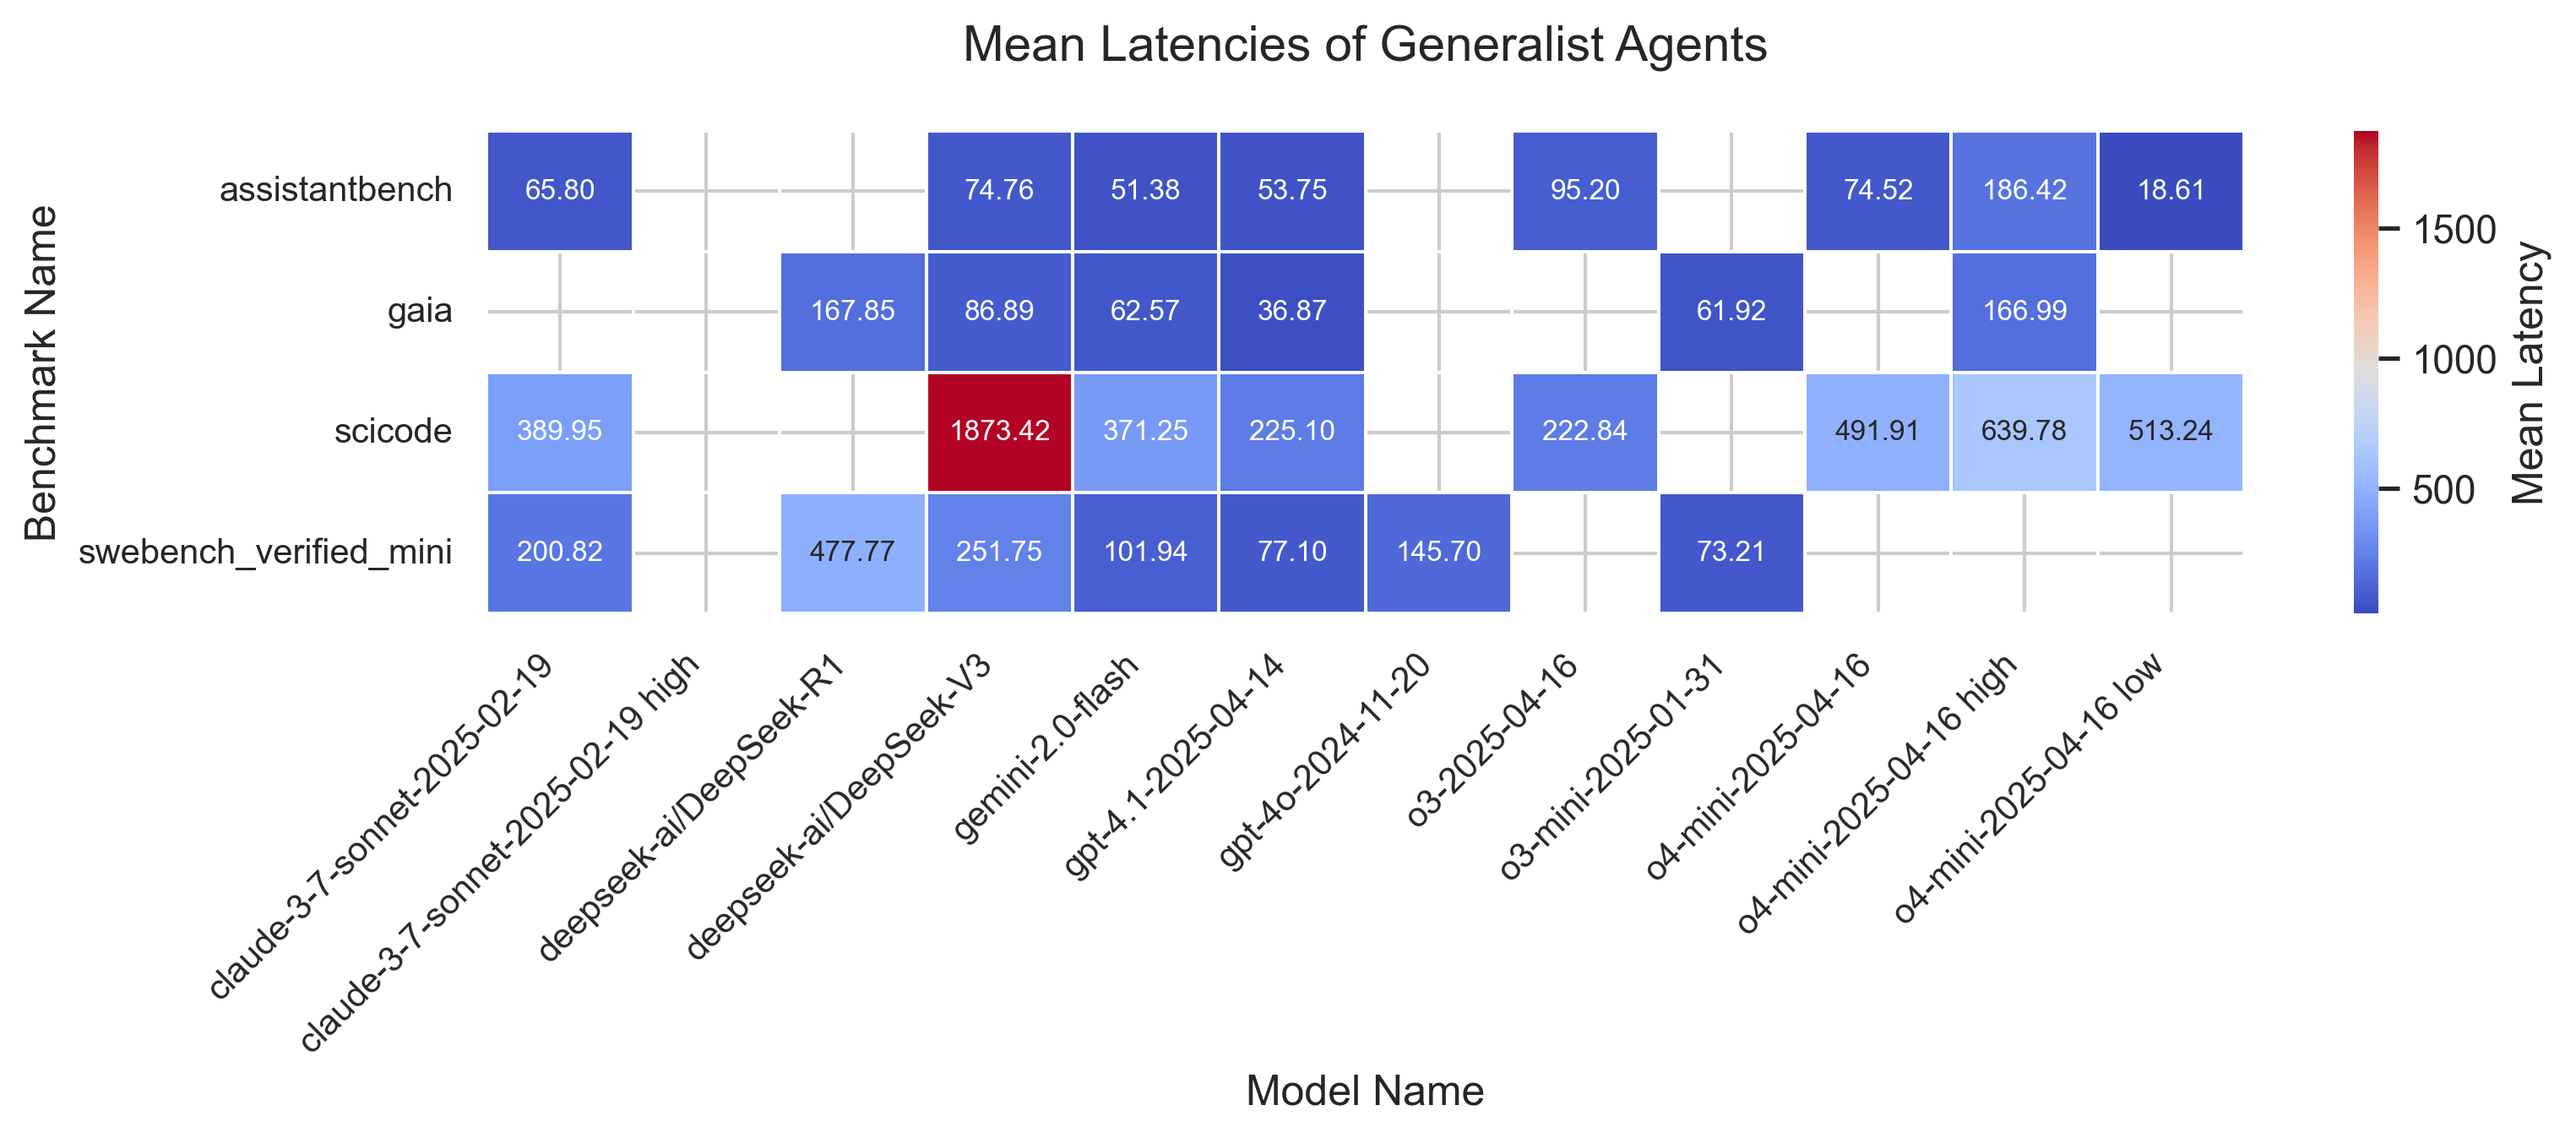 Mean Latencies of Generalist Agents
Benchmark Name
assistantbench 65.80 74.76 51.38 53.75 95.20 74.52 186.42 18.61
gaia 167.85 86.89 62.57 36.87 61.92 166.99
scicode 389.95 1873.42 371.25 225.10 222.84 491.91 639.78 513.24
swebench_verified_mini 200.82 477.77 251.75 101.94 77.10 145.70 73.21
claude-3-7-sonnet-2025-02-19
claude-3-7-sonnet-2025-02-19 high
deepseek-ai/DeepSeek-R1
deepseek-ai/DeepSeek-V3
gemini-2.0-flash
gpt-4.1-2025-04-14
gpt-4o-2024-11-20
o3-2025-04-16
o3-mini-2025-01-31
o4-mini-2025-04-16
o4-mini-2025-04-16 high
o4-mini-2025-04-16 low
Model Name
1500
1000
500
Mean Latency